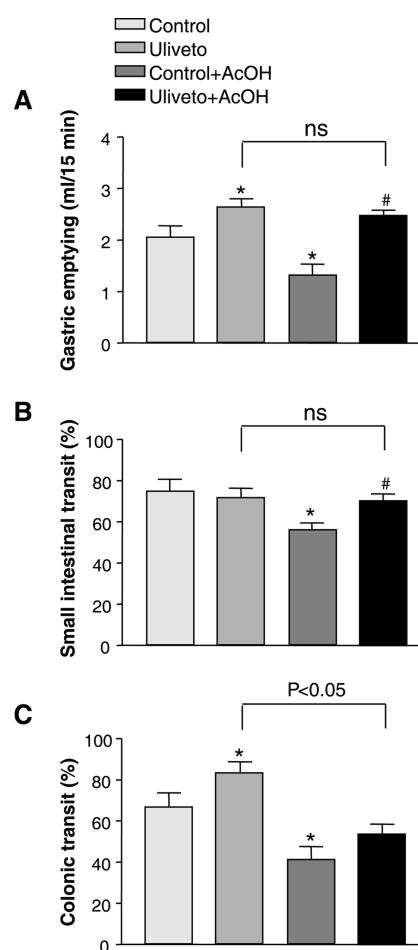 Control
Uliveto
Control+AcOH
Uliveto+AcOH
A
Gastric emptying (ml/15 min)
4
3
2
1
0
ns
*
*
#
B
Small intestinal transit (%)
100
80
60
40
20
0
ns
*
#
C
Colonic transit (%)
100
80
60
40
20
0
P<0.05
*
*